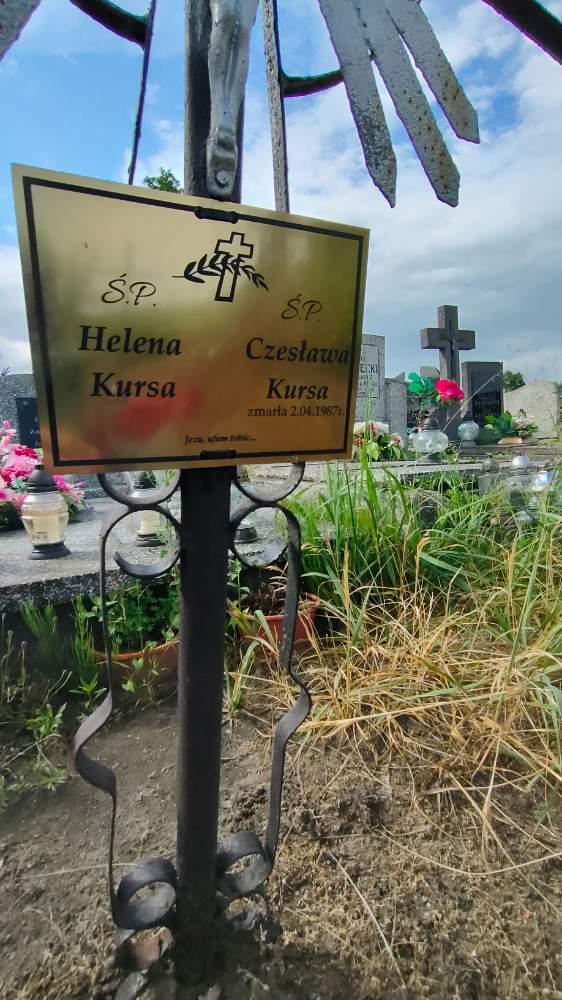 Ś.P.
Helena
Kursa
Ś.P.
Czesława
Kursa
zmarła 2.04.1987r.
Jezu, ufam tobie...